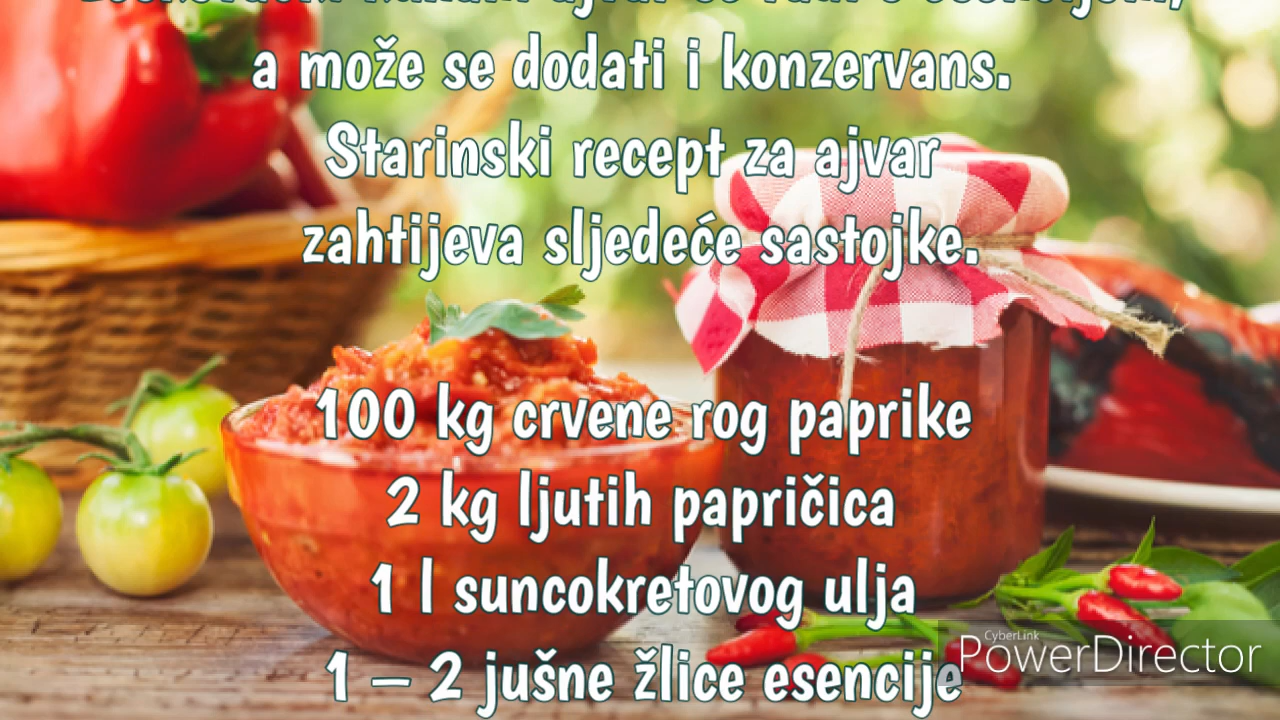 a može se dodati i konzervans.
Starinski recept za ajvar
zahtijeva sljedeće sastojke.
100 kg crvene rog paprike
2 kg ljutih papričica
1 l suncokretovog ulja
1 – 2 jušne žlice esencije
CyberLink
PowerDirector